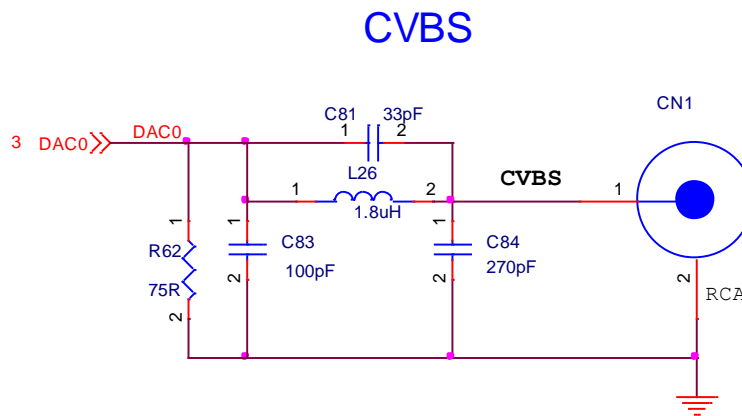 CVBS
C81 33pF
1 2
CN1
3 DAC0 DAC0
L26
1 2
1.8uH
CVBS
1
1
R62
75R
2
1
C83
100pF
2
1
C84
270pF
2
2
RCA